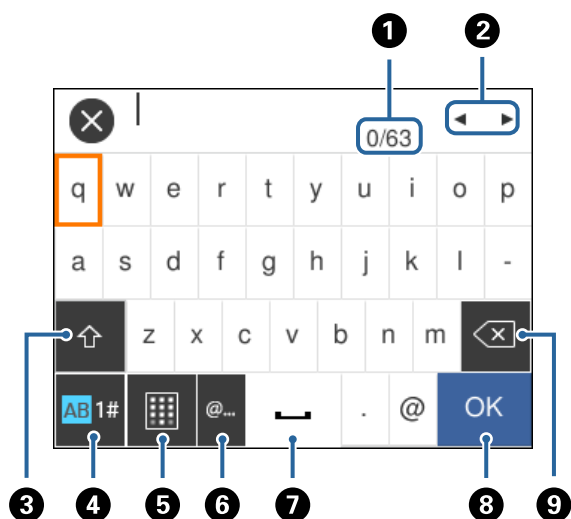 1 2
0/63
q w e r t y u i o p
a s d f g h j k l -
z x c v b n m
AB 1# @... . @ OK
3 4 5 6 7 8 9